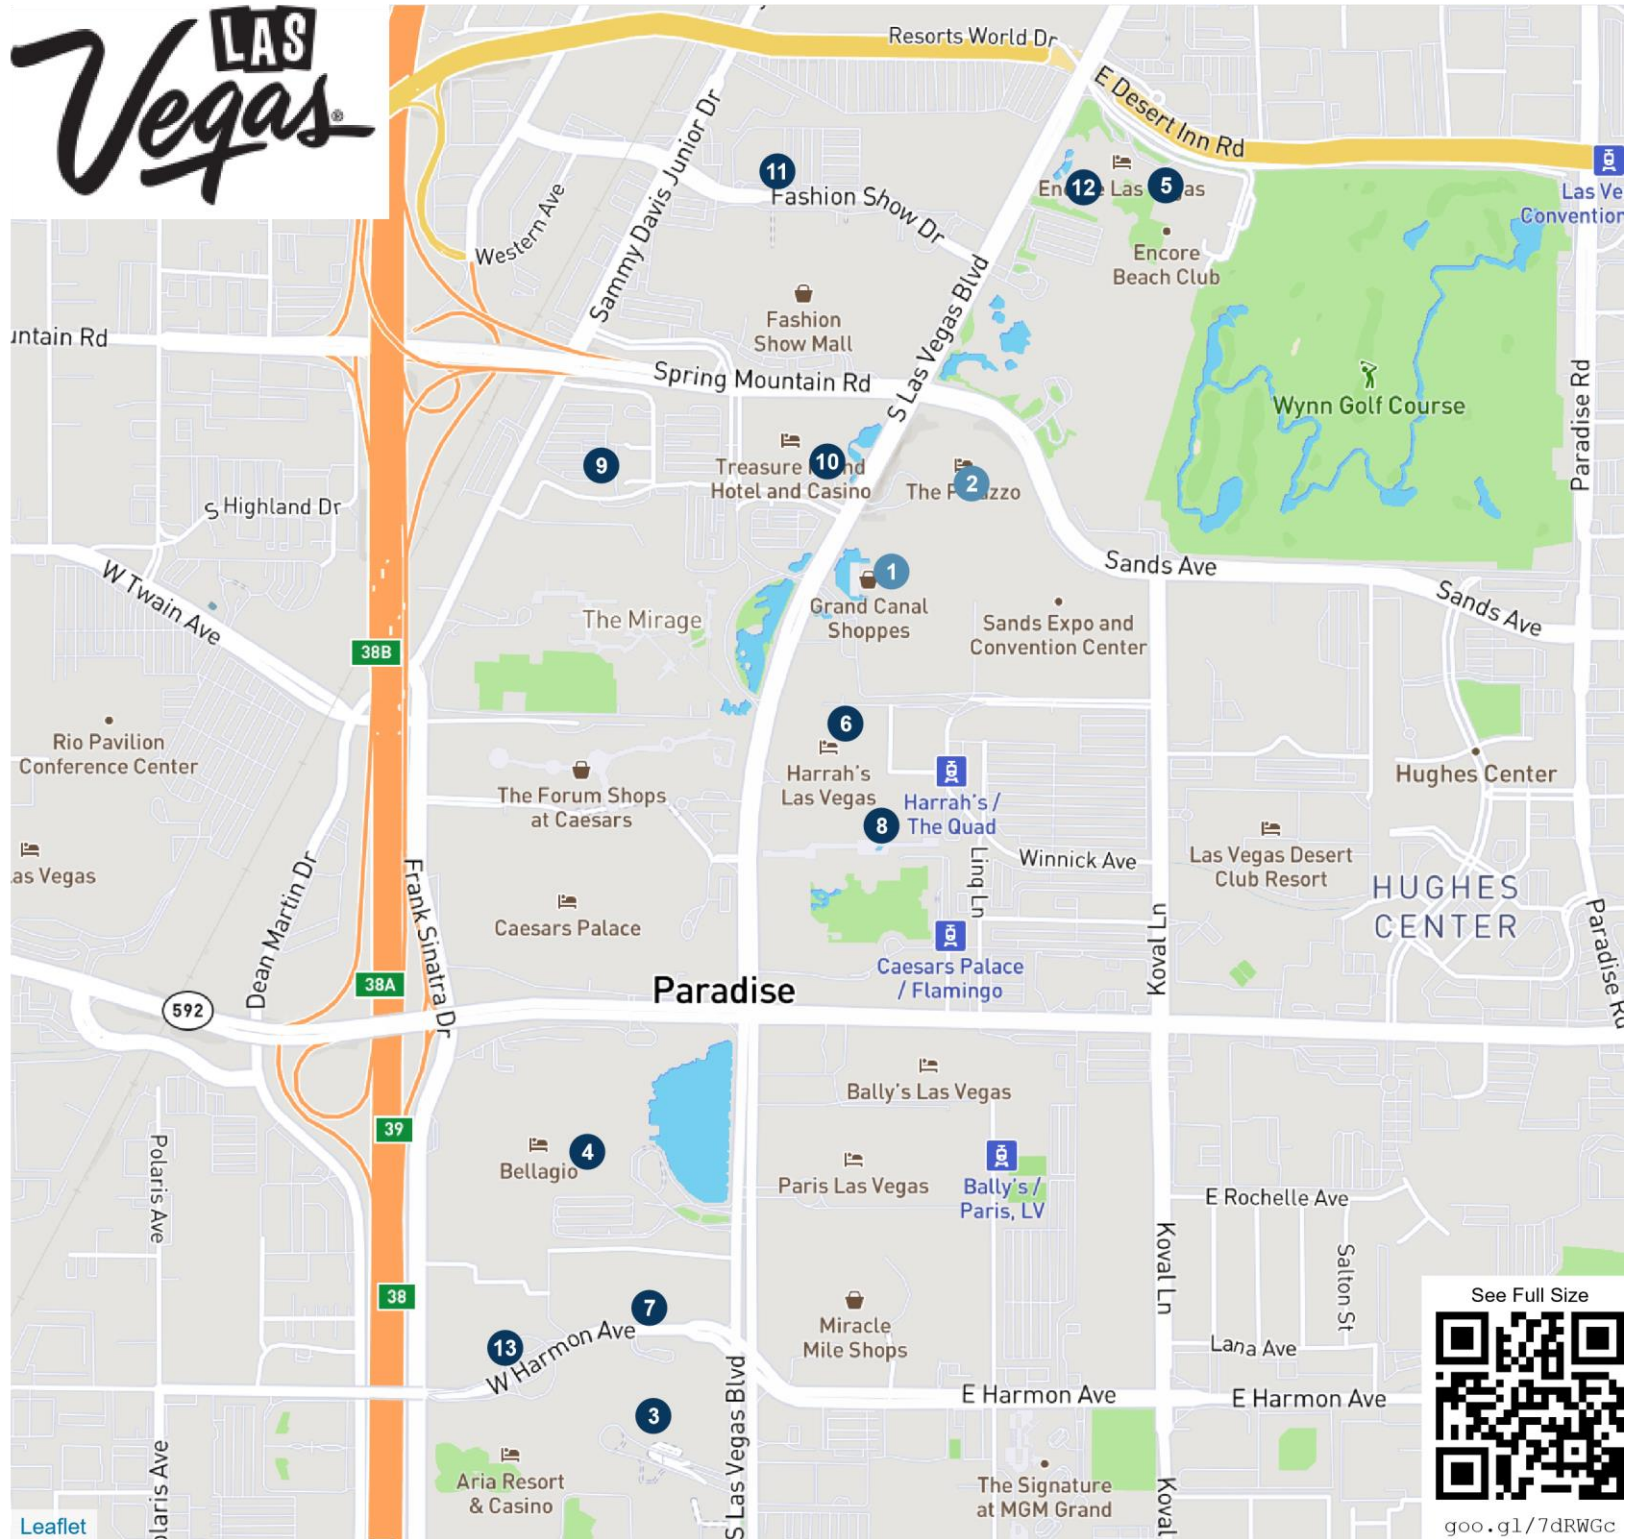 LAS
Vegas®
Resorts World Dr
E Desert Inn Rd
Sammy Davis Junior Dr
11
Fashion Show Dr
12
5
Encore
Beach Club
Las Ve
Convention
Western Ave
S Las Vegas Blvd
Fashion
Show Mall
untain Rd
Spring Mountain Rd
Wynn Golf Course
Paradise Rd
9
10
Treasure
Hotel and Casino
The
2
S Highland Dr
W Twain Ave
1
Grand Canal
Shoppes
The Mirage
Sands Expo and
Convention Center
Sands Ave
Sands Ave
38B
Rio Pavilion
Conference Center
6
Harrah's
Las Vegas
Harrah's /
The Quad
8
Hughes Center
The Forum Shops
at Caesars
as Vegas
Dean Martin Dr
Frank Sinatra Dr
Caesars Palace
Linq Ln
Winnick Ave
Las Vegas Desert
Club Resort
HUGHES
CENTER
Koval Ln
Paradise Rd
Caesars Palace
/ Flamingo
38A
592
Paradise
Bally's Las Vegas
39
Polaris Ave
Bellagio
4
Paris Las Vegas
Bally's /
Paris, LV
E Rochelle Ave
Koval Ln
Salton St
38
7
13
W Harmon Ave
Miracle
Mile Shops
Lana Ave
See Full Size
E Harmon Ave
E Harmon Ave
S Las Vegas Blvd
3
Aria Resort
& Casino
The Signature
at MGM Grand
Koval
olaris Ave
Leaflet
goo.gl/7dRWGc